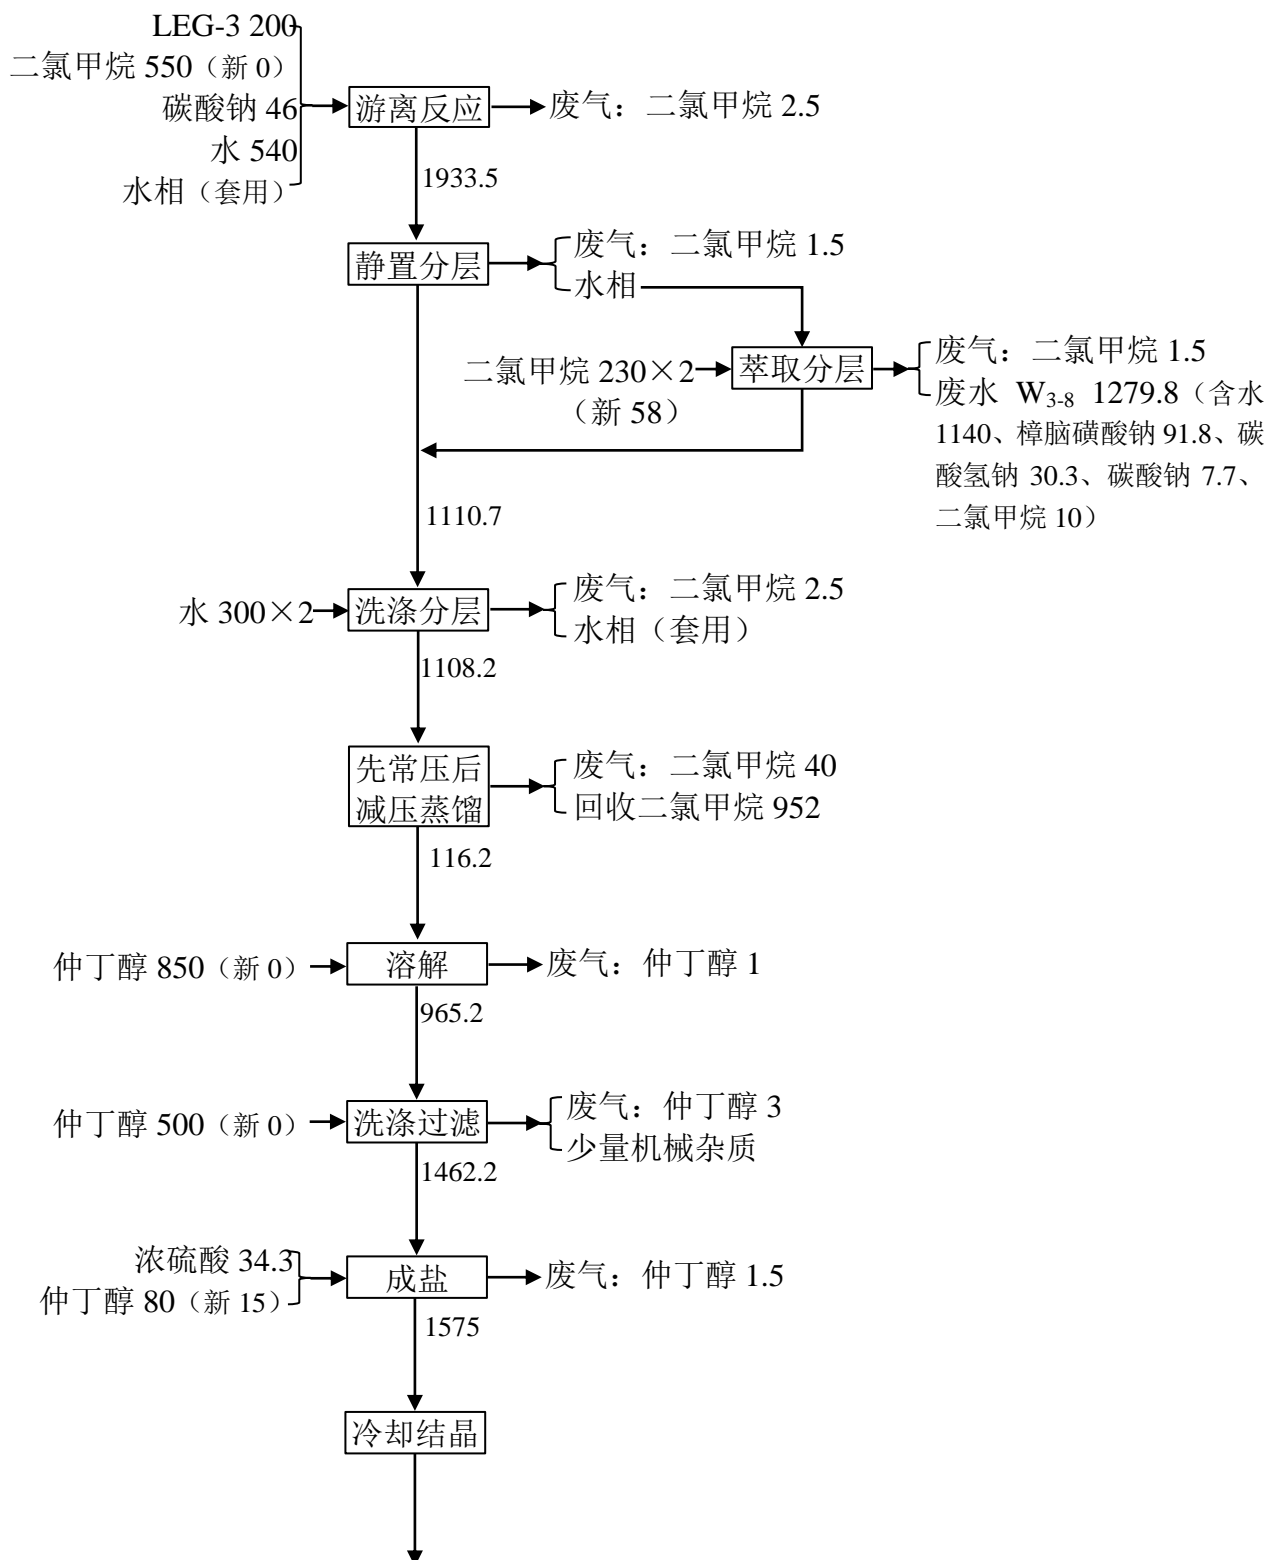 LEG-3 200
二氯甲烷 550（新 0）
碳酸钠 46
水 540
水相（套用）
游离反应
废气：二氯甲烷 2.5
1933.5
静置分层
废气：二氯甲烷 1.5
水相
二氯甲烷 230×2
（新 58）
萃取分层
废气：二氯甲烷 1.5
废水 W3-8 1279.8（含水
1140、樟脑磺酸钠 91.8、碳
酸氢钠 30.3、碳酸钠 7.7、
二氯甲烷 10）
1110.7
水 300×2
洗涤分层
废气：二氯甲烷 2.5
水相（套用）
1108.2
先常压后
减压蒸馏
废气：二氯甲烷 40
回收二氯甲烷 952
116.2
仲丁醇 850（新 0）
溶解
废气：仲丁醇 1
965.2
仲丁醇 500（新 0）
洗涤过滤
废气：仲丁醇 3
少量机械杂质
1462.2
浓硫酸 34.3
仲丁醇 80（新 15）
成盐
废气：仲丁醇 1.5
1575
冷却结晶